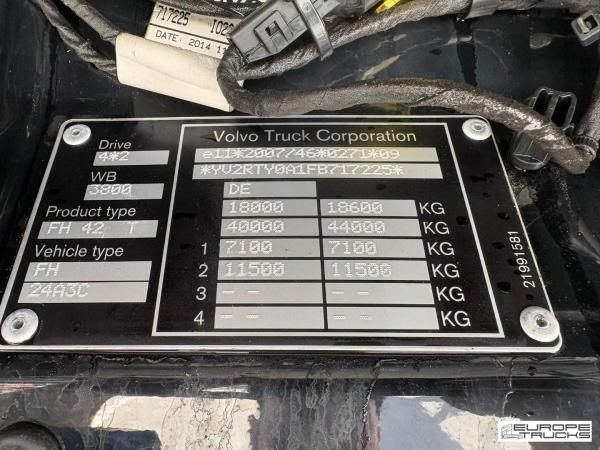 717225
DATE: 2014
Volvo Truck Corporation
Drive
4*2
WB
3800
Product type
FH 42 T
Vehicle type
FH
24A3C
e11*2007/46*0271*09
*YV2RTY0A1FB717225*
DE
18000 18600 KG
40000 44000 KG
1 7100 7100 KG
2 11500 11500 KG
3 -- -- KG
4 -- -- KG
21991581
EUROPE
TRUCKS